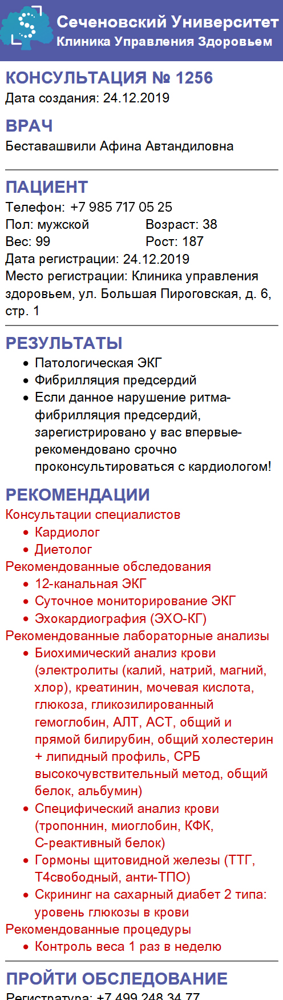 Сеченовский Университет
Клиника Управления Здоровьем
КОНСУЛЬТАЦИЯ № 1256
Дата создания: 24.12.2019
ВРАЧ
Беставашвили Афина Автандиловна
ПАЦИЕНТ
Телефон: +7 985 717 05 25
Пол: мужской Возраст: 38
Вес: 99 Рост: 187
Дата регистрации: 24.12.2019
Место регистрации: Клиника управления
здоровьем, ул. Большая Пироговская, д. 6,
стр. 1
РЕЗУЛЬТАТЫ
• Патологическая ЭКГ
• Фибрилляция предсердий
• Если данное нарушение ритма-
фибрилляция предсердий,
зарегистрировано у вас впервые-
рекомендовано срочно
проконсультироваться с кардиологом!
РЕКОМЕНДАЦИИ
Консультации специалистов
• Кардиолог
• Диетолог
Рекомендованные обследования
• 12-канальная ЭКГ
• Суточное мониторирование ЭКГ
• Эхокардиография (ЭХО-КГ)
Рекомендованные лабораторные анализы
• Биохимический анализ крови
(электролиты (калий, натрий, магний,
хлор), креатинин, мочевая кислота,
глюкоза, гликозилированный
гемоглобин, АЛТ, АСТ, общий и
прямой билирубин, общий холестерин
+ липидный профиль, СРБ
высокочувствительный метод, общий
белок, альбумин)
• Специфический анализ крови
(тропоннин, миоглобин, КФК,
С-реактивный белок)
• Гормоны щитовидной железы (ТТГ,
Т4свободный, анти-ТПО)
• Скрининг на сахарный диабет 2 типа:
уровень глюкозы в крови
Рекомендованные процедуры
• Контроль веса 1 раз в неделю
ПРОЙТИ ОБСЛЕДОВАНИЕ
Регистратура: +7 499 248 34 77